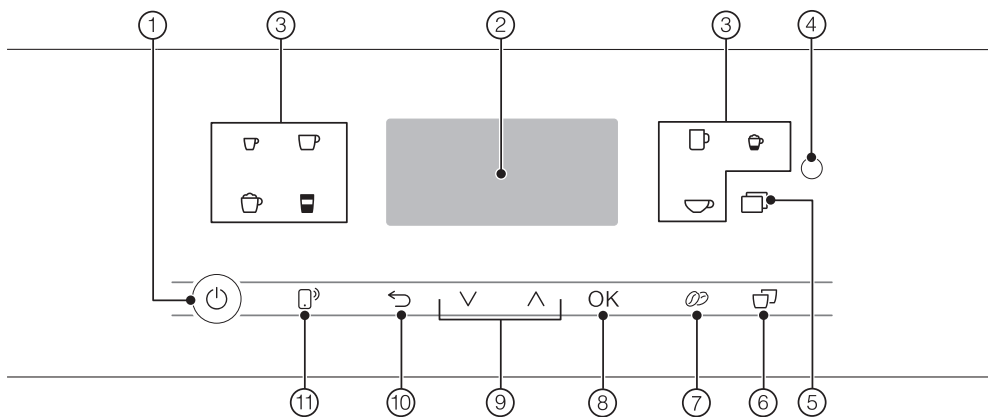 ① ③ ② ③ ④
OK
⑪ ⑩ ⑨ ⑧ ⑦ ⑥ ⑤